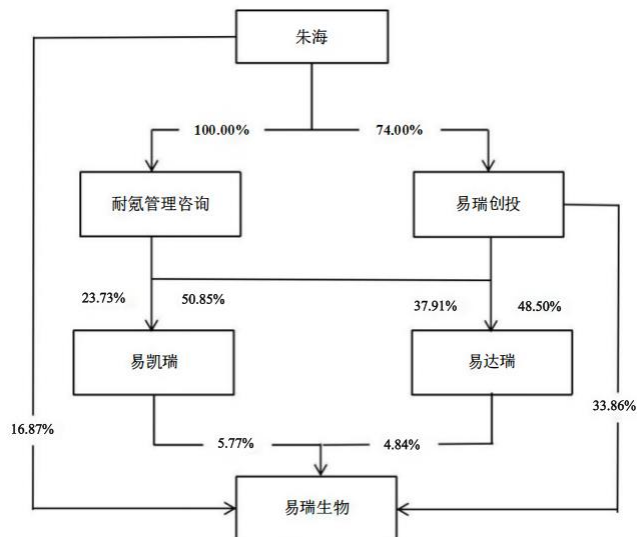 朱海
100.00%
74.00%
耐氪管理咨询
易瑞创投
23.73%
50.85%
37.91%
48.50%
易凯瑞
易达瑞
16.87%
33.86%
5.77%
4.84%
易瑞生物